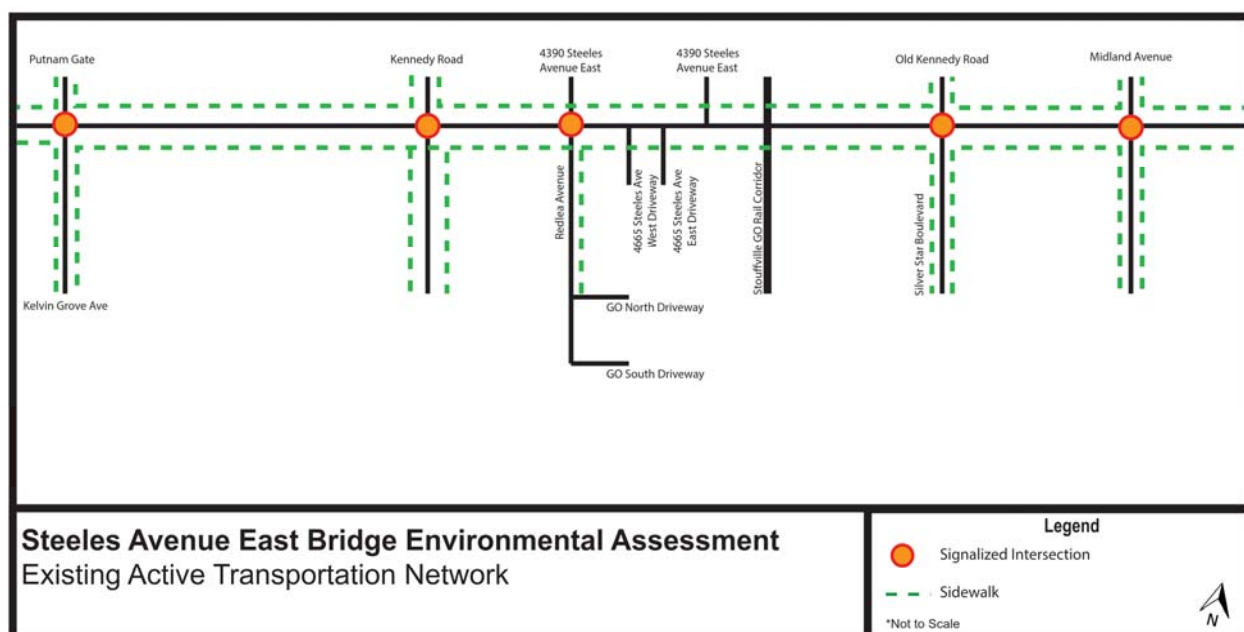 Putnam Gate
Kennedy Road
4390 Steeles
Avenue East
4390 Steeles
Avenue East
Old Kennedy Road
Midland Avenue
Redlea Avenue
4665 Steeles Ave
West Driveway
4665 Steeles Ave
East Driveway
Stouffville GO Rail Corridor
Silver Star Boulevard
Kelvin Grove Ave
GO North Driveway
GO South Driveway
Steeles Avenue East Bridge Environmental Assessment
Existing Active Transportation Network
Legend
Signalized Intersection
Sidewalk
*Not to Scale
N